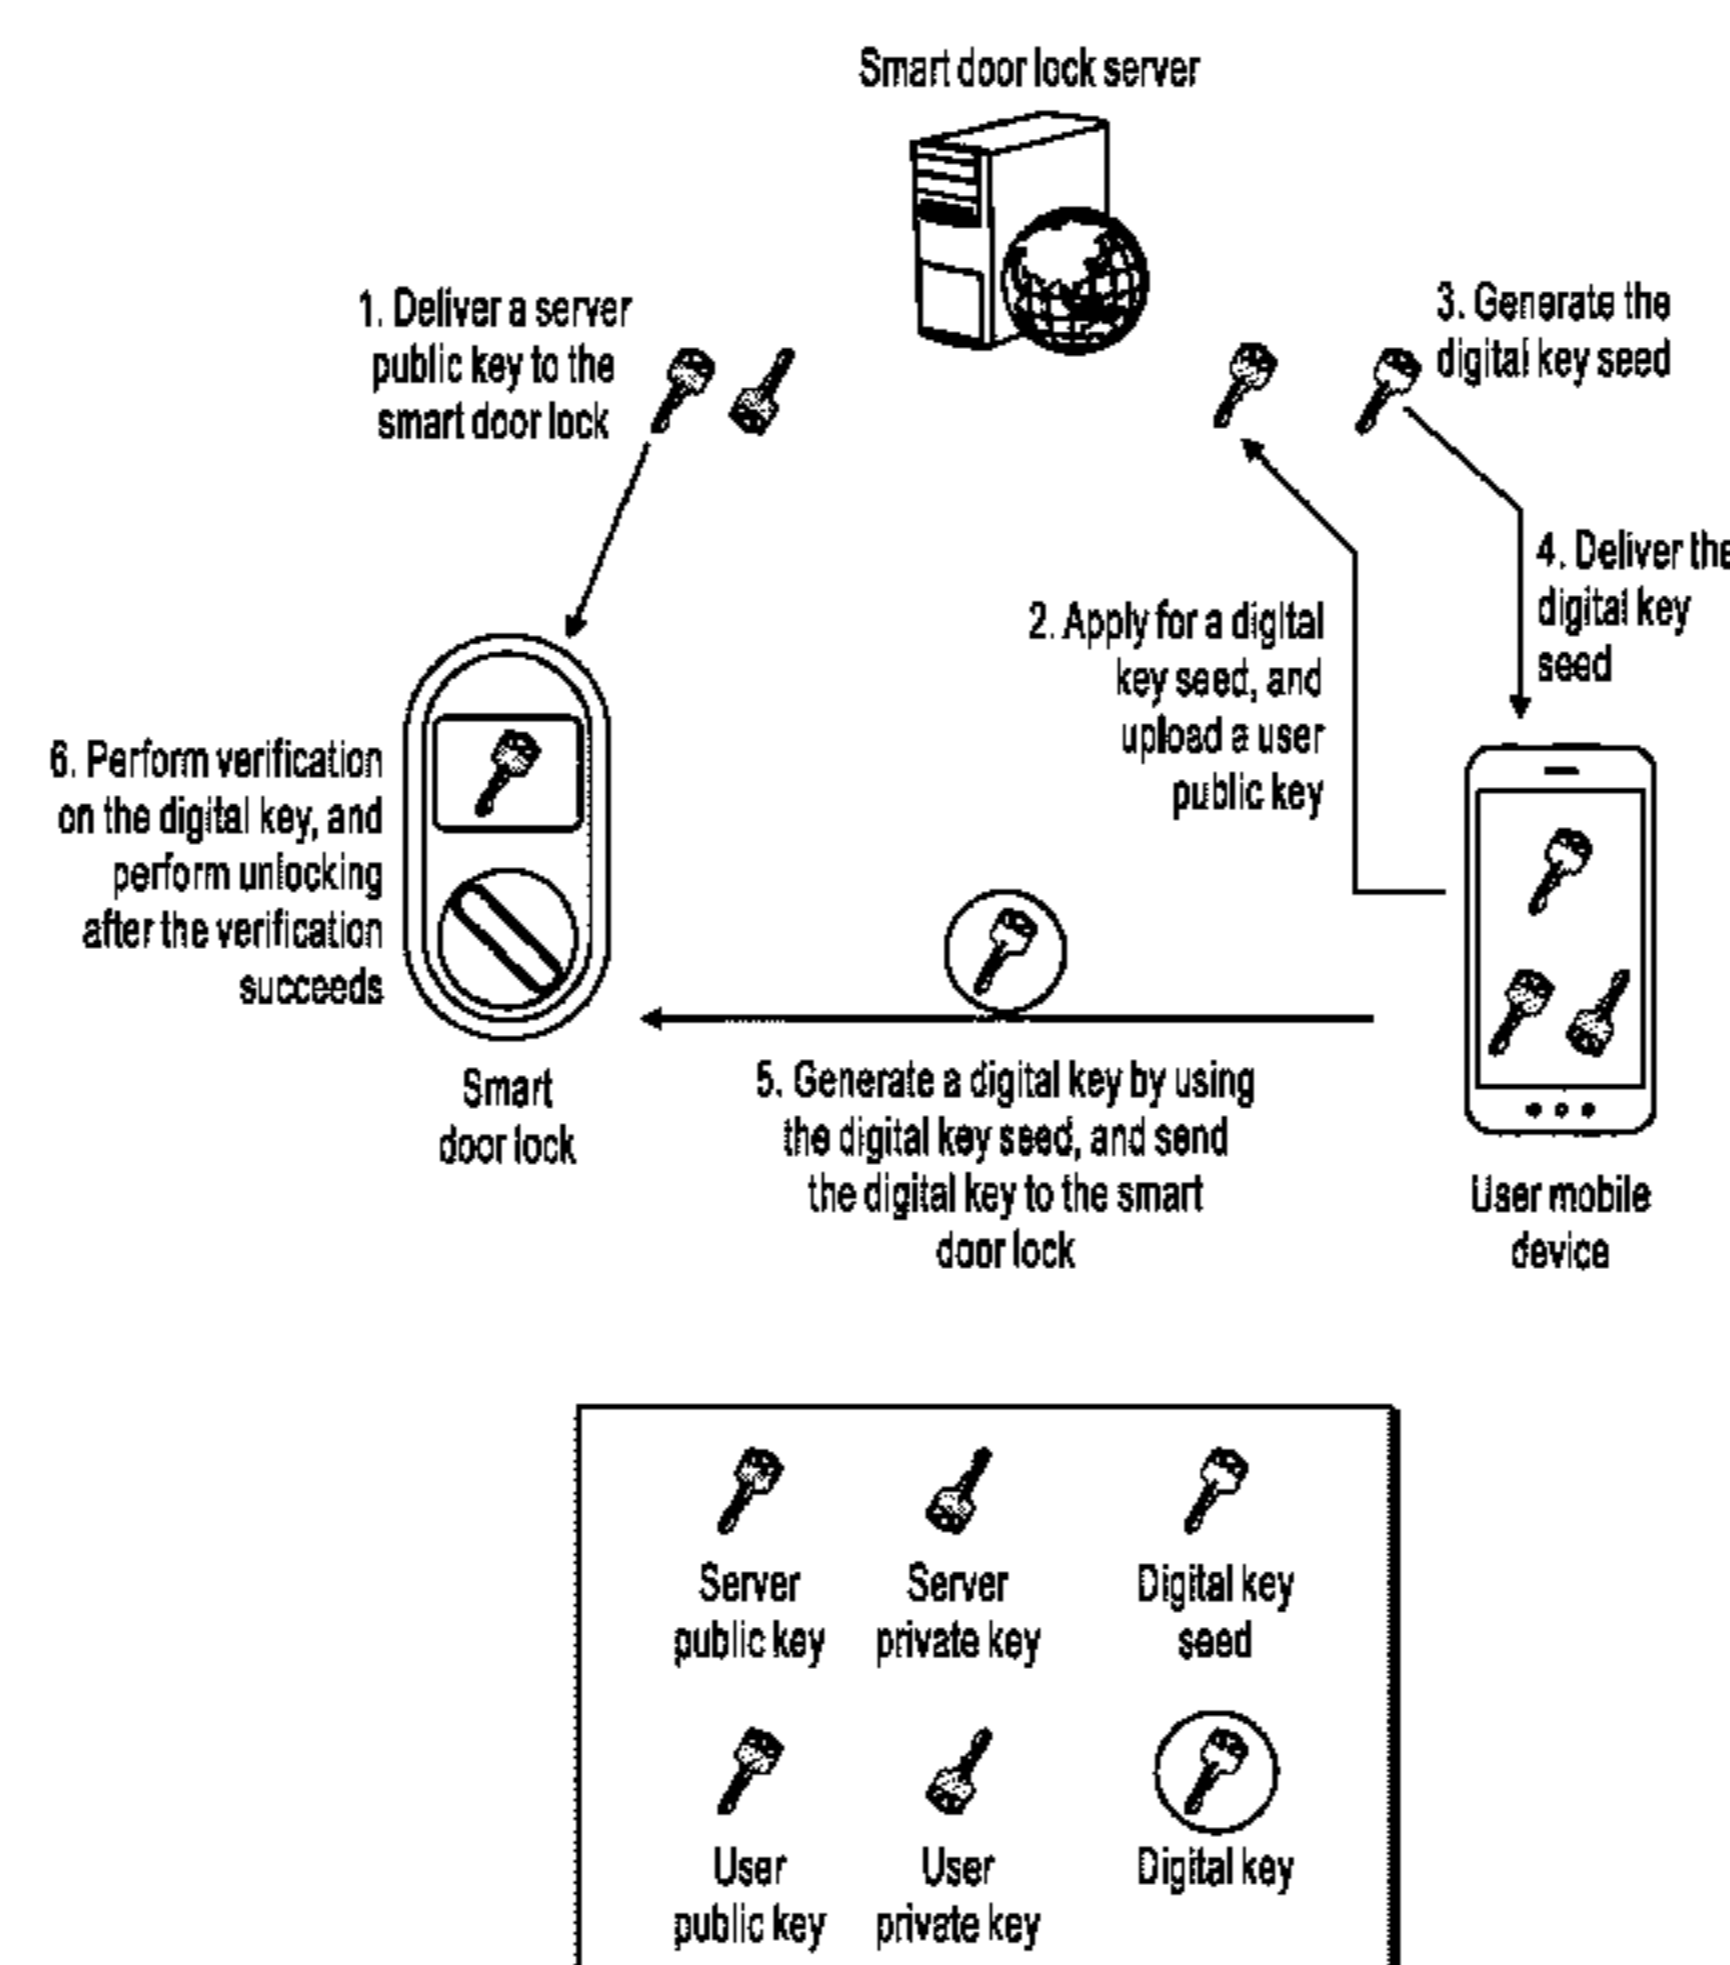 Smart door lock server
1. Deliver a server
public key to the
smart door lock
3. Generate the
digital key seed
4. Deliver the
digital key
seed
2. Apply for a digital
key seed, and
upload a user
public key
6. Perform verification
on the digital key, and
perform unlocking
after the verification
succeeds
Smart
door lock
5. Generate a digital key by using
the digital key seed, and send
the digital key to the smart
door lock
User mobile
device
Server
public key
Server
private key
Digital key
seed
User
public key
User
private key
Digital key